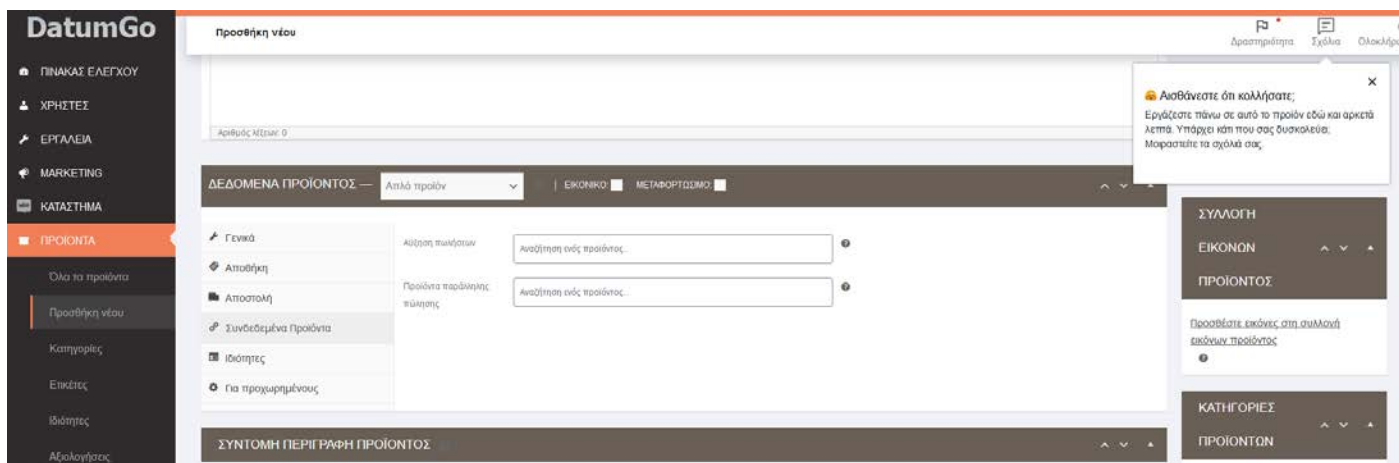 DatumGo
ΠΙΝΑΚΑΣ ΕΛΕΓΧΟΥ
ΧΡΗΣΤΕΣ
ΕΡΓΑΛΕΙΑ
MARKETING
ΚΑΤΑΣΤΗΜΑ
ΠΡΟΪΟΝΤΑ
Όλα τα προϊόντα
Προσθήκη νέου
Κατηγορίες
Ετικέτες
Ιδιότητες
Αξιολογήσεις
Προσθήκη νέου
Δραστηριότητα
Σχόλια
Αριθμός λέξεων: 0
Αισθάνεστε ότι κολλήσατε;
Εργάζεστε πάνω σε αυτό το προϊόν εδώ και αρκετά
λεπτά. Υπάρχει κάτι που σας δυσκολεύει;
Μοιραστείτε τα σχόλιά σας.
ΔΕΔΟΜΕΝΑ ΠΡΟΪΟΝΤΟΣ — Απλό προϊόν | ΕΙΚΟΝΙΚΟ: ΜΕΤΑΦΟΡΤΩΣΙΜΟ:
Γενικά
Αποθήκη
Αποστολή
Συνδεδεμένα Προϊόντα
Ιδιότητες
Για προχωρημένους
Αύξηση πωλήσεων
Αναζήτηση ενός προϊόντος...
Προϊόντα παράλληλης
πώλησης
Αναζήτηση ενός προϊόντος...
ΣΥΝΤΟΜΗ ΠΕΡΙΓΡΑΦΗ ΠΡΟΪΟΝΤΟΣ
ΣΥΛΛΟΓΗ
ΕΙΚΟΝΩΝ
ΠΡΟΪΟΝΤΟΣ
Προσθέστε εικόνες στη συλλογή
εικόνων προϊόντος
ΚΑΤΗΓΟΡΙΕΣ
ΠΡΟΪΟΝΤΩΝ